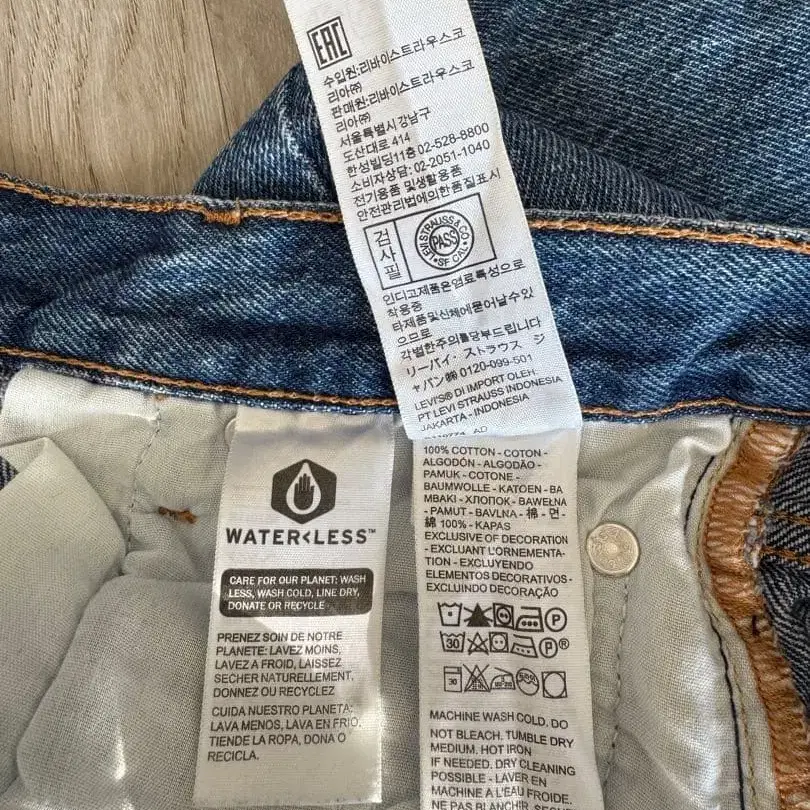 EAC
수입원:리바이스트라우스코
리아㈜
판매원:리바이스트라우스코
리아㈜
서울특별시강남구
도산대로 414
한성빌딩11층 02-528-8800
소비자상담: 02-2051-1040
전기용품 및생활용품
안전관리법에의한품질표시
검사필
LEVI STRAUSS & CO
PASS
SF CAL
인디고제품은염료특성으로
착용중
타제품및신체에묻어날수있
으므로
각별한주의를당부드립니다
リーバイ・ストラウス ジ
ャパン㈱ 0120-099-501
LEVI'S® DI IMPORT OLEH
PT LEVI STRAUSS INDONESIA
JAKARTA - INDONESIA
WATER<LESS™
CARE FOR OUR PLANET: WASH
LESS, WASH COLD, LINE DRY,
DONATE OR RECYCLE
PRENEZ SOIN DE NOTRE
PLANETE: LAVEZ MOINS,
LAVEZ A FROID, LAISSEZ
SECHER NATURELLEMENT,
DONNEZ OU RECYCLEZ
CUIDA NUESTRO PLANETA:
LAVA MENOS, LAVA EN FRIO,
TIENDE LA ROPA, DONA O
RECICLA.
100% COTTON - COTON -
ALGODÓN - ALGODÃO -
PAMUK - COTONE -
BAUMWOLLE - KATOEN - BA
MBAKI - ХЛОПОК - BAWEŁNA
- PAMUT - BAVLNA - 棉 - 면 -
綿 100% - KAPAS
EXCLUSIVE OF DECORATION
- EXCLUANT L'ORNEMENTA-
TION - EXCLUYENDO
ELEMENTOS DECORATIVOS -
EXCLUINDO DECORAÇÃO
P
30 P®
30
MACHINE WASH COLD. DO
NOT BLEACH. TUMBLE DRY
MEDIUM. HOT IRON
IF NEEDED. DRY CLEANING
POSSIBLE - LAVER EN
MACHINE A L'EAU FROIDE.
NE PAS BLANCHIR.